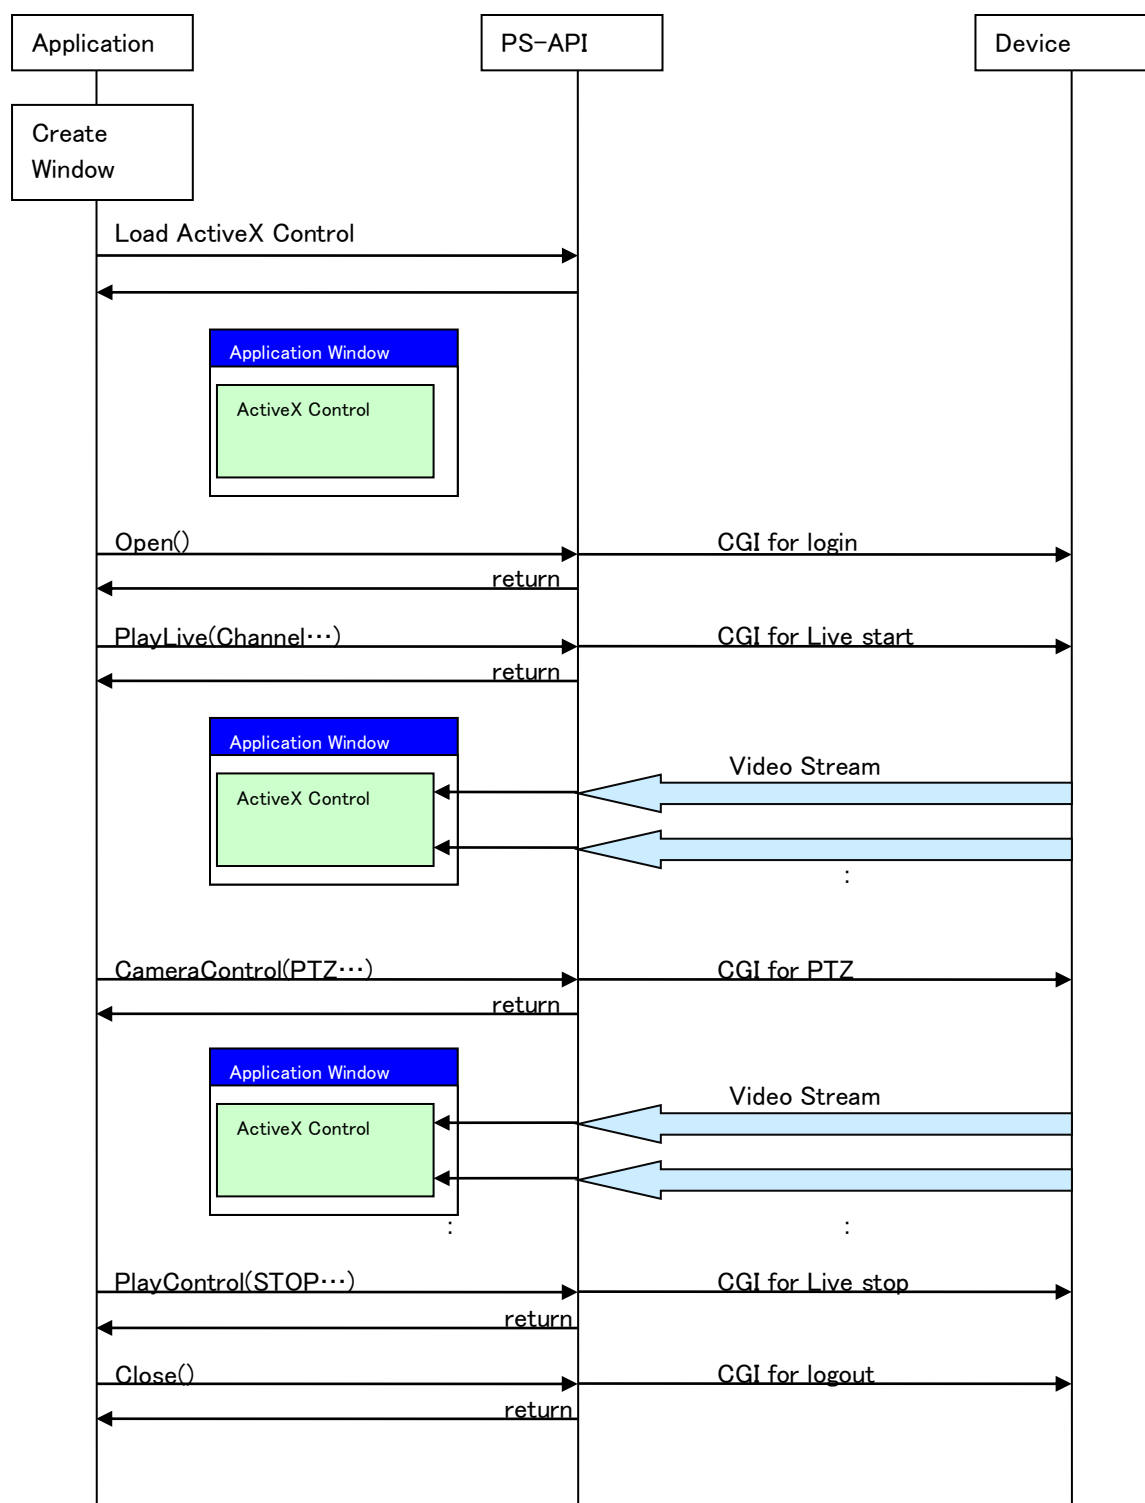 Application
PS-API
Device
Create
Window
Load ActiveX Control
Application Window
ActiveX Control
Open()
CGI for login
return
PlayLive(Channel…)
CGI for Live start
return
Application Window
Video Stream
ActiveX Control
:
CameraControl(PTZ…)
CGI for PTZ
return
Application Window
Video Stream
ActiveX Control
:
:
PlayControl(STOP…)
CGI for Live stop
return
Close()
CGI for logout
return